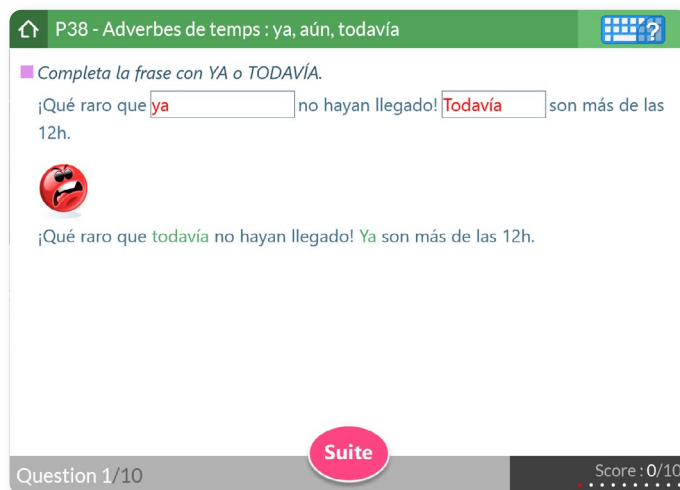 P38 - Adverbes de temps : ya, aún, todavía
?
Completa la frase con YA o TODAVÍA.
¡Qué raro que ya no hayan llegado! Todavía son más de las
12h.
¡Qué raro que todavía no hayan llegado! Ya son más de las 12h.
Suite
Question 1/10
Score : 0/10